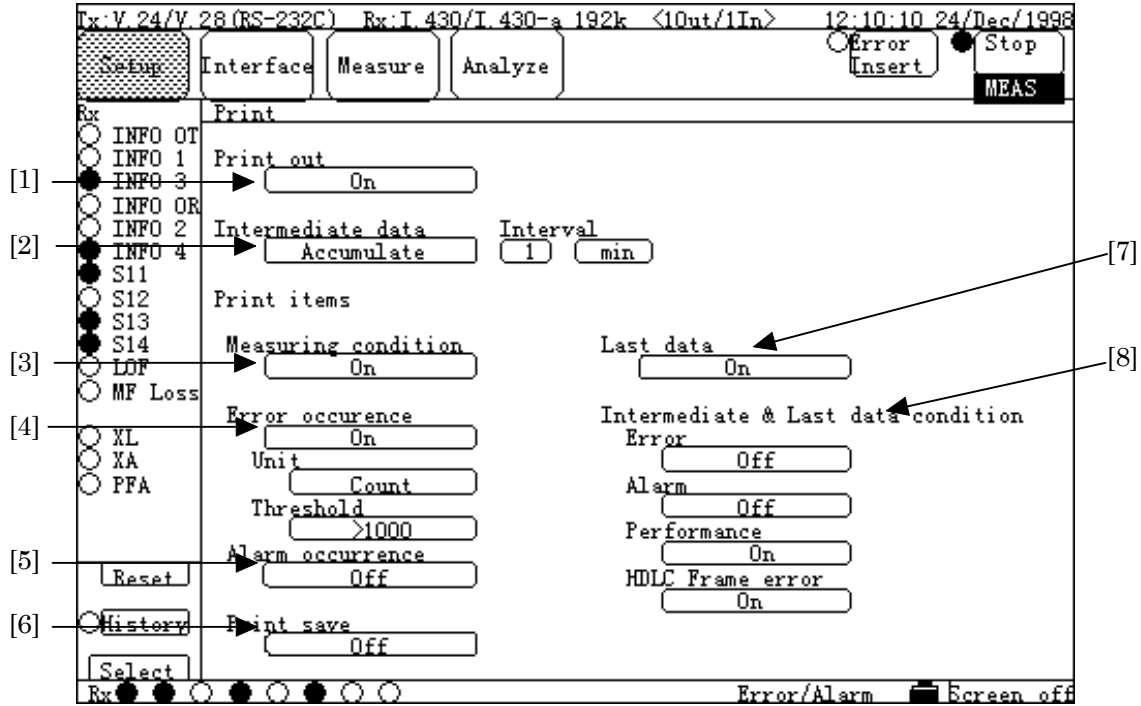 Tx:V.24/V.28(RS-232C) Rx:I.430/I.430-a 192k <1Out/1In> 12:10:10 24/Dec/1998
Setup Interface Measure Analyze
Error Insert
Stop
MEAS
Rx
INFO OT
INFO 1
INFO 3
INFO OR
INFO 2
INFO 4
S11
S12
S13
S14
LOF
MF Loss
XL
XA
PFA
Reset
History
Select
Print
[1]
Print out
On
[2]
Intermediate data
Accumulate
Interval
1 min
Print items
[3]
Measuring condition
On
[4]
Error occurence
On
Unit
Count
Threshold
>1000
[5]
Alarm occurrence
Off
[6]
Print save
Off
[7]
Last data
On
[8]
Intermediate & Last data condition
Error
Off
Alarm
Off
Performance
On
HDLC Frame error
On
Rx
Error/Alarm
Screen off